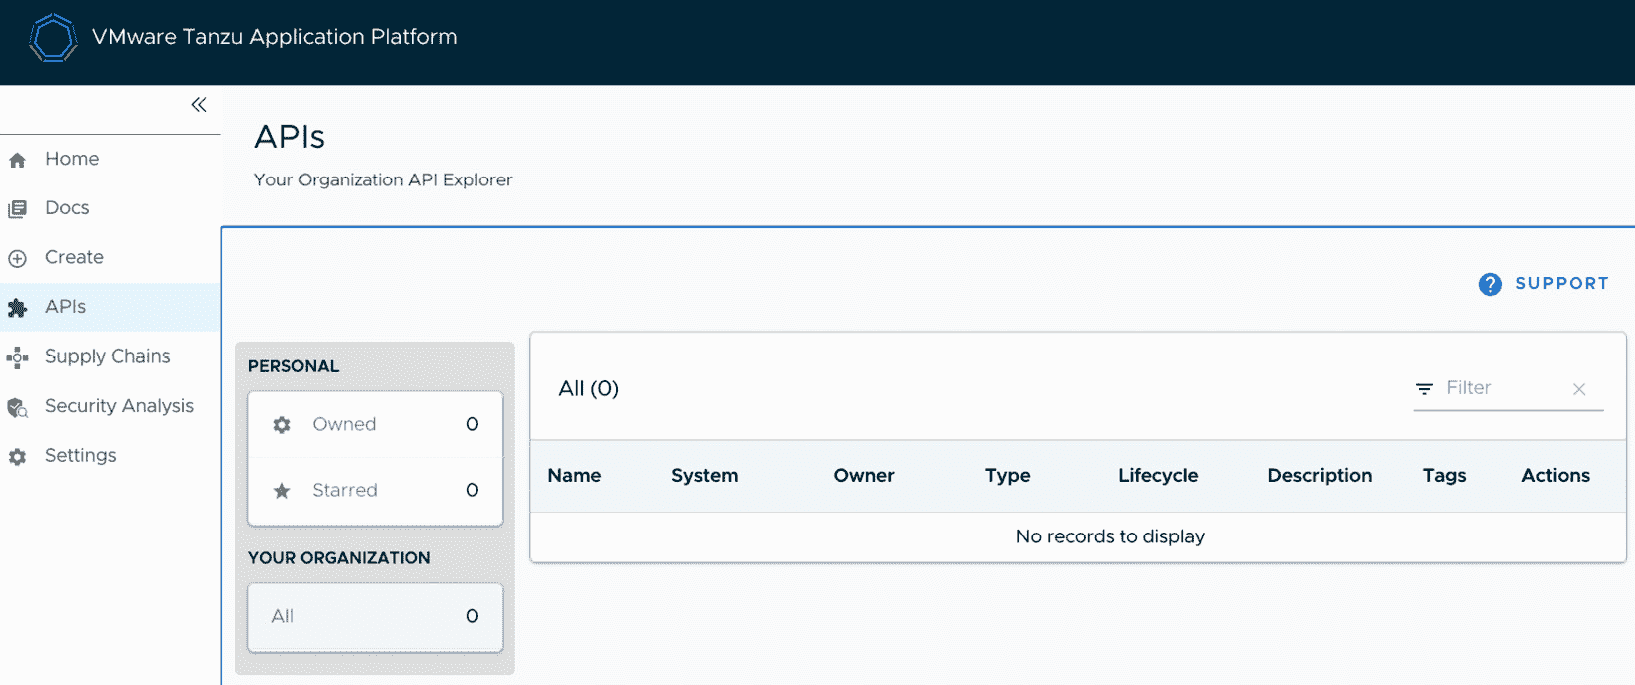 VMware Tanzu Application Platform
Home
Docs
Create
APIs
Supply Chains
Security Analysis
Settings
APIs
Your Organization API Explorer
SUPPORT
PERSONAL
Owned 0
Starred 0
YOUR ORGANIZATION
All 0
All (0)
Filter
Name System Owner Type Lifecycle Description Tags Actions
No records to display